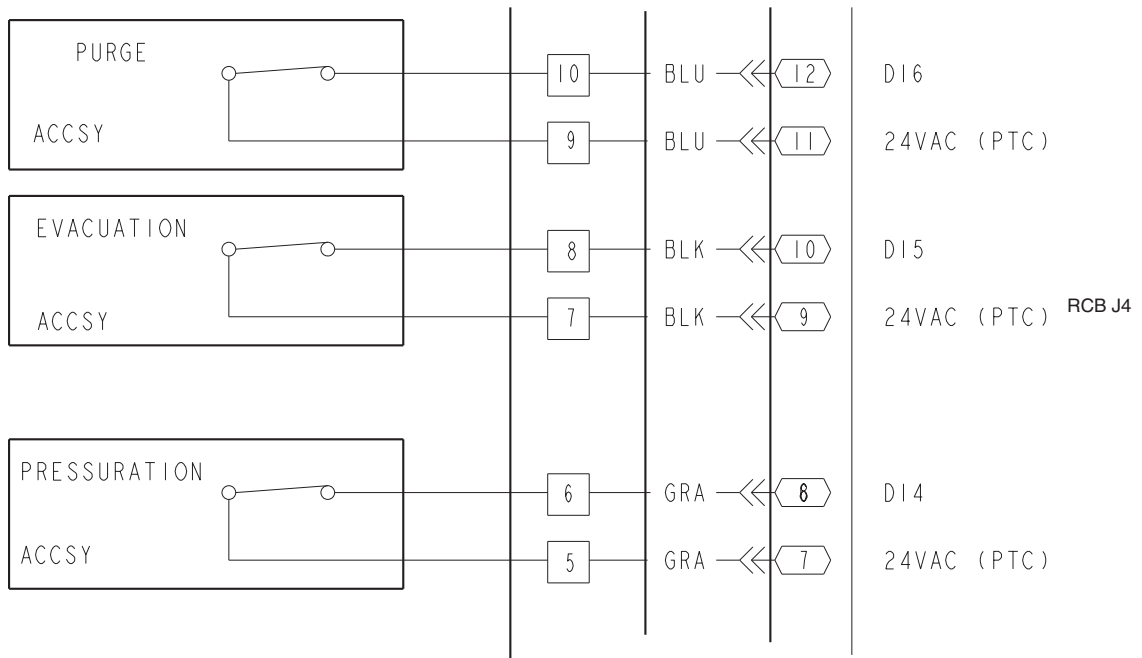 PURGE
10 BLU 12 DI6
ACCSY 9 BLU 11 24VAC (PTC)
EVACUATION
8 BLK 10 DI5
ACCSY 7 BLK 9 24VAC (PTC) RCB J4
PRESSURATION
6 GRA 8 DI4
ACCSY 5 GRA 7 24VAC (PTC)